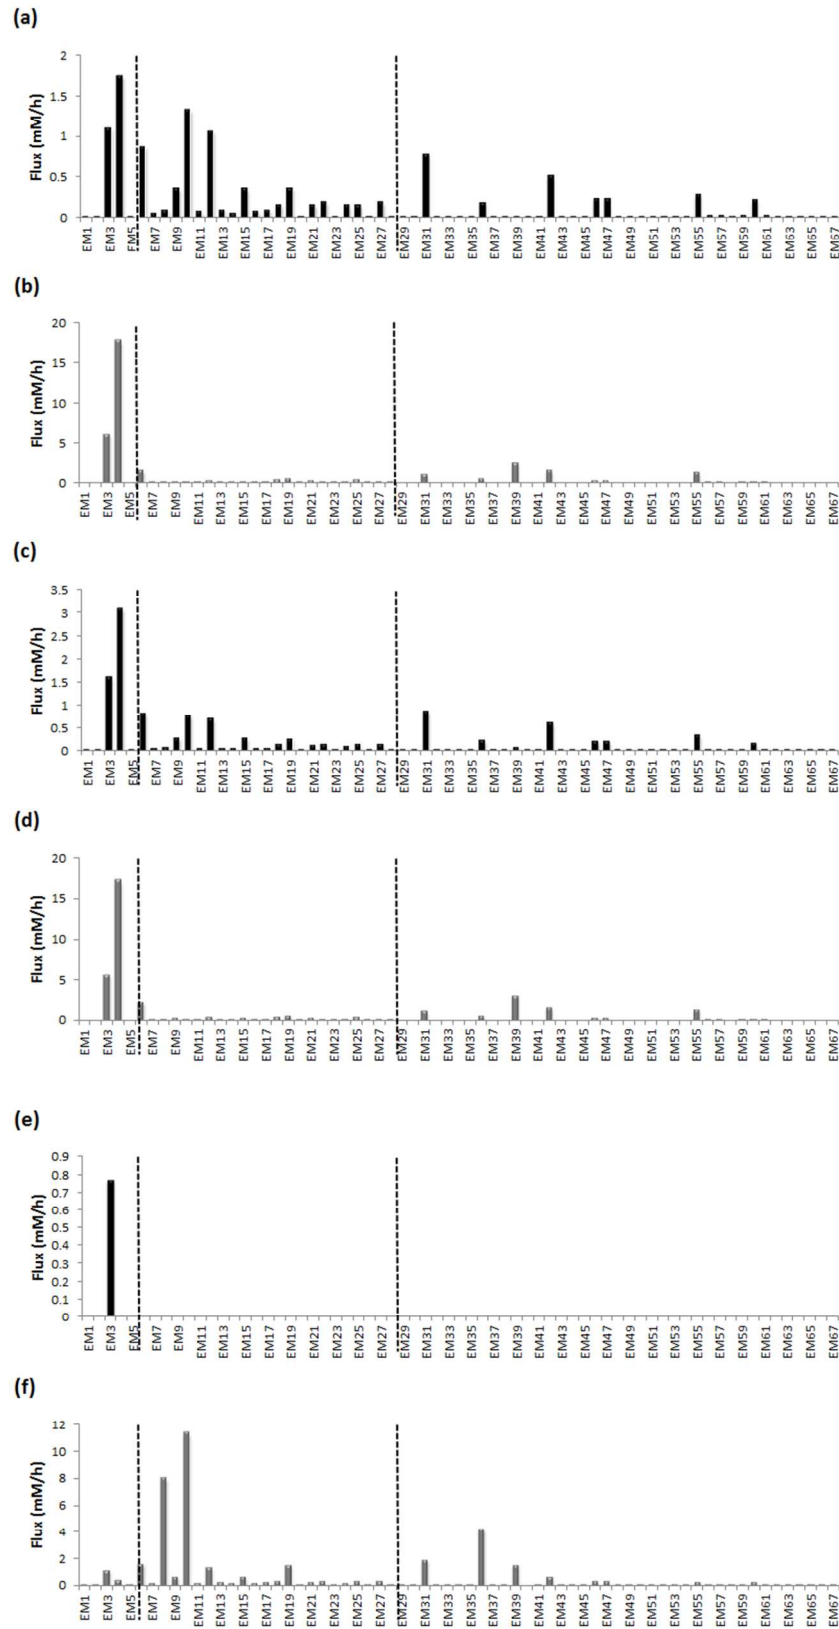 (a)
2
1.5
1
0.5
0
Flux (mM/h)
EM1 EM3 EM5 EM7 EM9 EM11 EM13 EM15 EM17 EM19 EM21 EM23 EM25 EM27 EM29 EM31 EM33 EM35 EM37 EM39 EM41 EM43 EM45 EM47 EM49 EM51 EM53 EM55 EM57 EM59 EM61 EM63 EM65 EM67
(b)
20
15
10
5
0
Flux (mM/h)
EM1 EM3 EM5 EM7 EM9 EM11 EM13 EM15 EM17 EM19 EM21 EM23 EM25 EM27 EM29 EM31 EM33 EM35 EM37 EM39 EM41 EM43 EM45 EM47 EM49 EM51 EM53 EM55 EM57 EM59 EM61 EM63 EM65 EM67
(c)
3.5
3
2.5
2
1.5
1
0.5
0
Flux (mM/h)
EM1 EM3 EM5 EM7 EM9 EM11 EM13 EM15 EM17 EM19 EM21 EM23 EM25 EM27 EM29 EM31 EM33 EM35 EM37 EM39 EM41 EM43 EM45 EM47 EM49 EM51 EM53 EM55 EM57 EM59 EM61 EM63 EM65 EM67
(d)
20
15
10
5
0
Flux (mM/h)
EM1 EM3 EM5 EM7 EM9 EM11 EM13 EM15 EM17 EM19 EM21 EM23 EM25 EM27 EM29 EM31 EM33 EM35 EM37 EM39 EM41 EM43 EM45 EM47 EM49 EM51 EM53 EM55 EM57 EM59 EM61 EM63 EM65 EM67
(e)
0.9
0.8
0.7
0.6
0.5
0.4
0.3
0.2
0.1
0
Flux (mM/h)
EM1 EM3 EM5 EM7 EM9 EM11 EM13 EM15 EM17 EM19 EM21 EM23 EM25 EM27 EM29 EM31 EM33 EM35 EM37 EM39 EM41 EM43 EM45 EM47 EM49 EM51 EM53 EM55 EM57 EM59 EM61 EM63 EM65 EM67
(f)
12
10
8
6
4
2
0
Flux (mM/h)
EM1 EM3 EM5 EM7 EM9 EM11 EM13 EM15 EM17 EM19 EM21 EM23 EM25 EM27 EM29 EM31 EM33 EM35 EM37 EM39 EM41 EM43 EM45 EM47 EM49 EM51 EM53 EM55 EM57 EM59 EM61 EM63 EM65 EM67